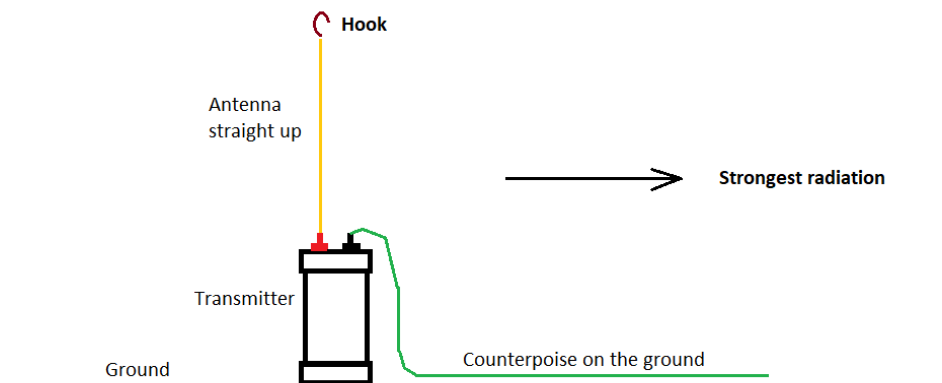 Hook
Antenna
straight up
Strongest radiation
Transmitter
Counterpoise on the ground
Ground